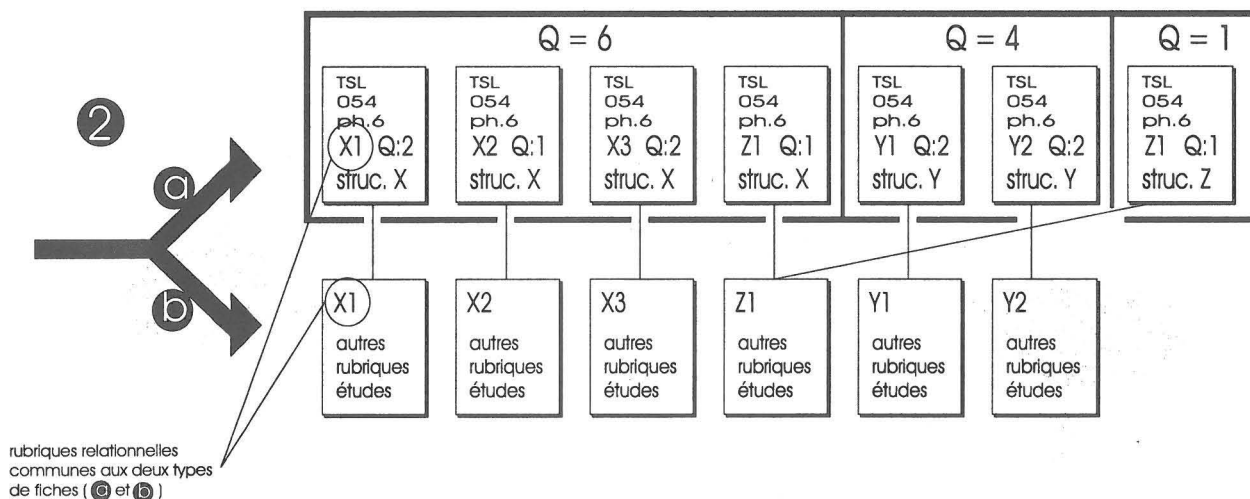 Q = 6
Q = 4
Q = 1
2
a
b
TSL
054
ph.6
X1 Q:2
struc. X
TSL
054
ph.6
X2 Q:1
struc. X
TSL
054
ph.6
X3 Q:2
struc. X
TSL
054
ph.6
Z1 Q:1
struc. X
TSL
054
ph.6
Y1 Q:2
struc. Y
TSL
054
ph.6
Y2 Q:2
struc. Y
TSL
054
ph.6
Z1 Q:1
struc. Z
X1
autres
rubriques
études
X2
autres
rubriques
études
X3
autres
rubriques
études
Z1
autres
rubriques
études
Y1
autres
rubriques
études
Y2
autres
rubriques
études
rubriques relationnelles
communes aux deux types
de fiches ( a et b )